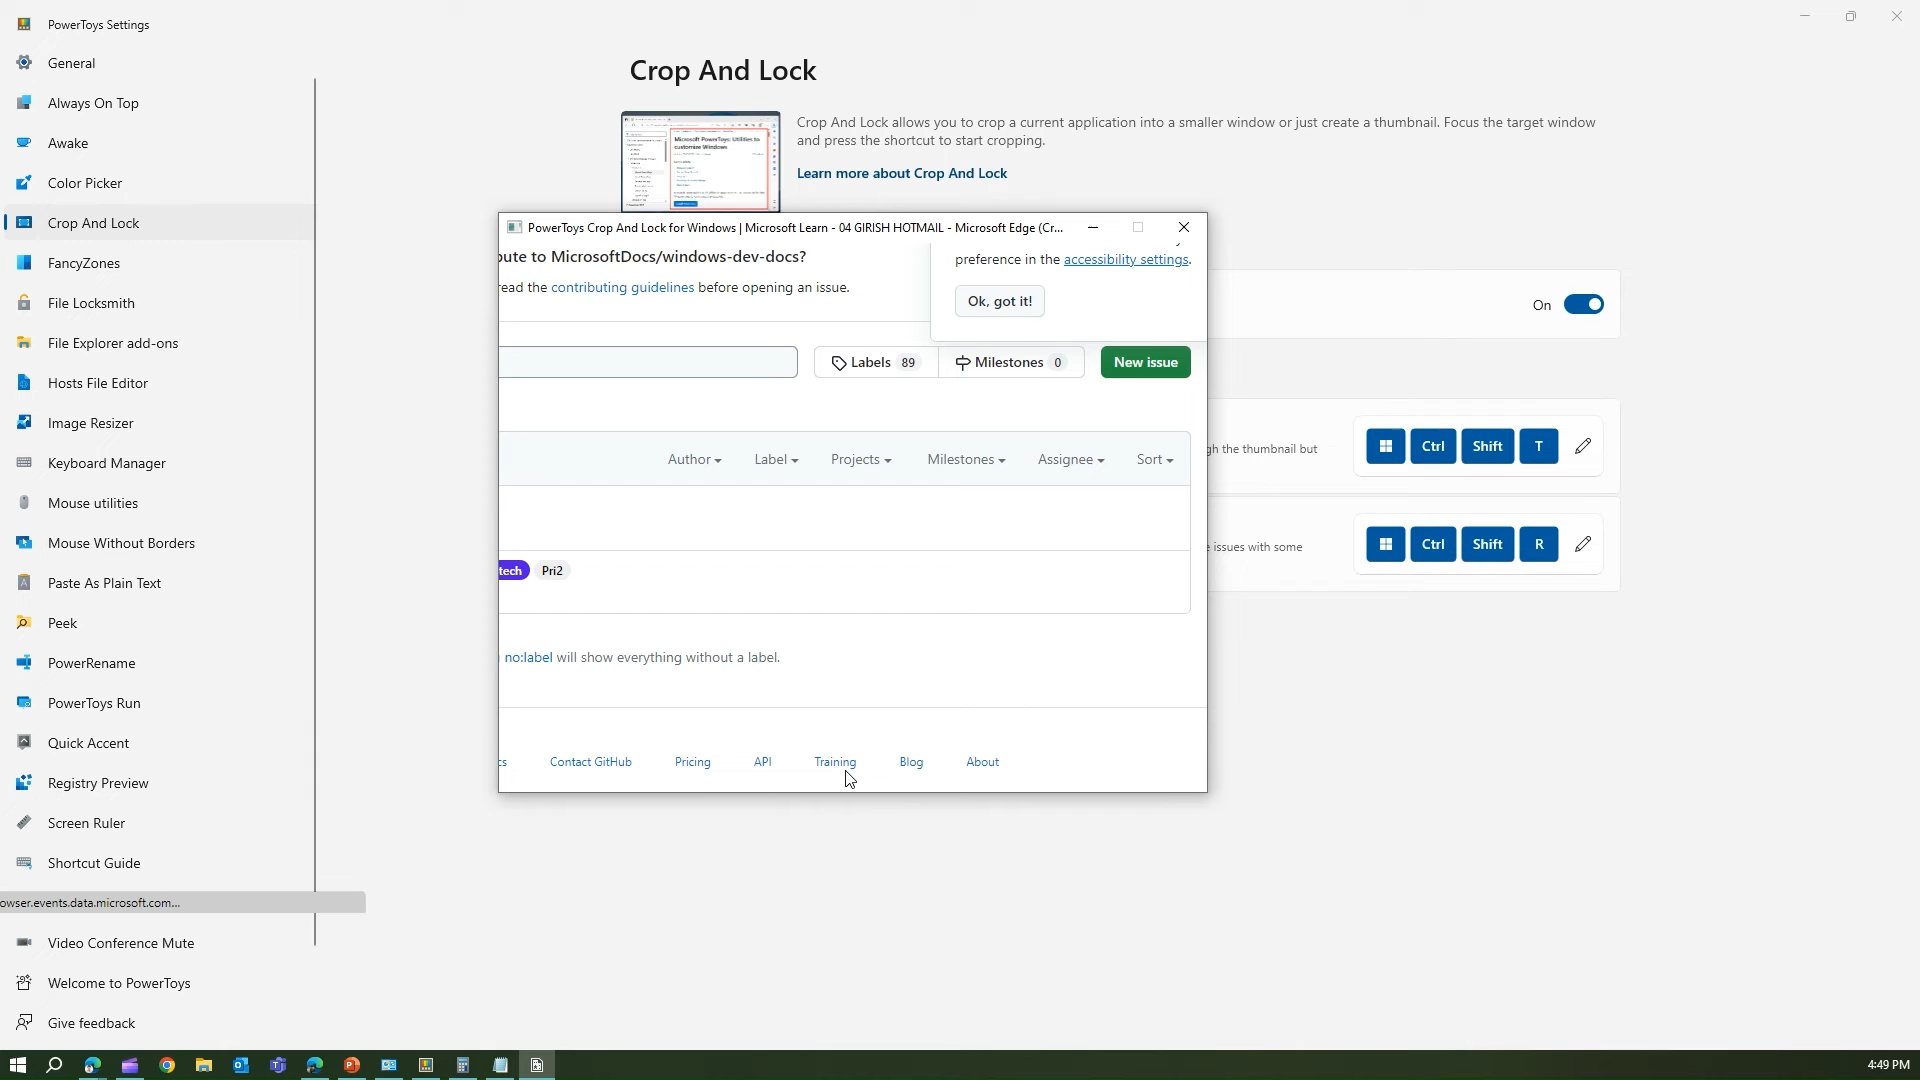 PowerToys Settings
General
Always On Top
Awake
Color Picker
Crop And Lock
FancyZones
File Locksmith
File Explorer add-ons
Hosts File Editor
Image Resizer
Keyboard Manager
Mouse utilities
Mouse Without Borders
Paste As Plain Text
Peek
PowerRename
PowerToys Run
Quick Accent
Registry Preview
Screen Ruler
Shortcut Guide
owser.events.data.microsoft.com...
Video Conference Mute
Welcome to PowerToys
Give feedback
Crop And Lock
Microsoft PowerToys: Utilities to
customize Windows
Crop And Lock allows you to crop a current application into a smaller window or just create a thumbnail. Focus the target window
and press the shortcut to start cropping.
Learn more about Crop And Lock
PowerToys Crop And Lock for Windows | Microsoft Learn - 04 GIRISH HOTMAIL - Microsoft Edge (Cr...
bute to MicrosoftDocs/windows-dev-docs?
read the contributing guidelines before opening an issue.
preference in the accessibility settings.
Ok, got it!
Labels 89 Milestones 0 New issue
Author Label Projects Milestones Assignee Sort
tech Pri2
no:label will show everything without a label.
cs Contact GitHub Pricing API Training Blog About
On
gh the thumbnail but
Ctrl Shift T
e issues with some
Ctrl Shift R
4:49 PM